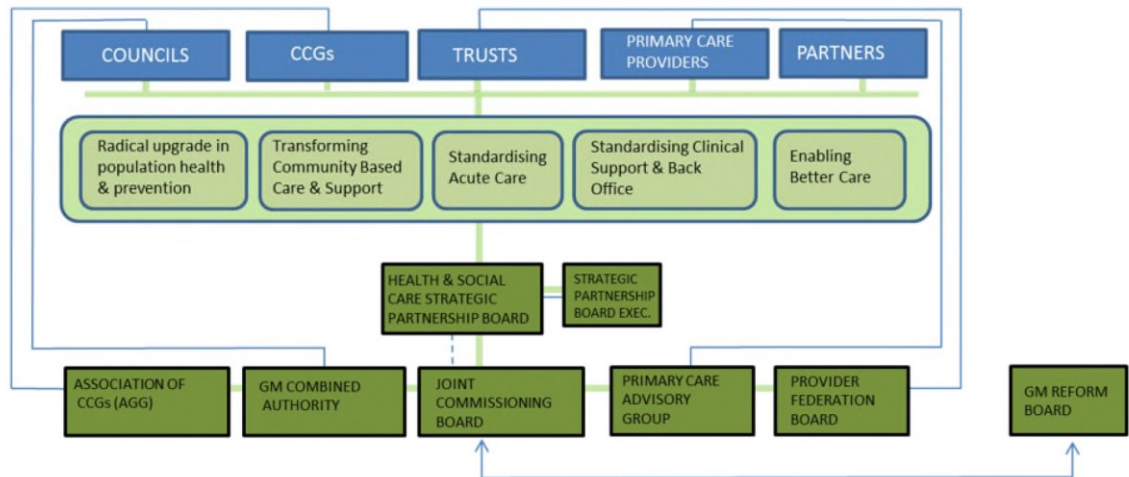 COUNCILS
CCGs
TRUSTS
PRIMARY CARE
PROVIDERS
PARTNERS
Radical upgrade in
population health
& prevention
Transforming
Community Based
Care & Support
Standardising
Acute Care
Standardising Clinical
Support & Back
Office
Enabling
Better Care
HEALTH & SOCIAL
CARE STRATEGIC
PARTNERSHIP BOARD
STRATEGIC
PARTNERSHIP
BOARD EXEC.
ASSOCIATION OF
CCGs (AGG)
GM COMBINED
AUTHORITY
JOINT
COMMISSIONING
BOARD
PRIMARY CARE
ADVISORY
GROUP
PROVIDER
FEDERATION
BOARD
GM REFORM
BOARD